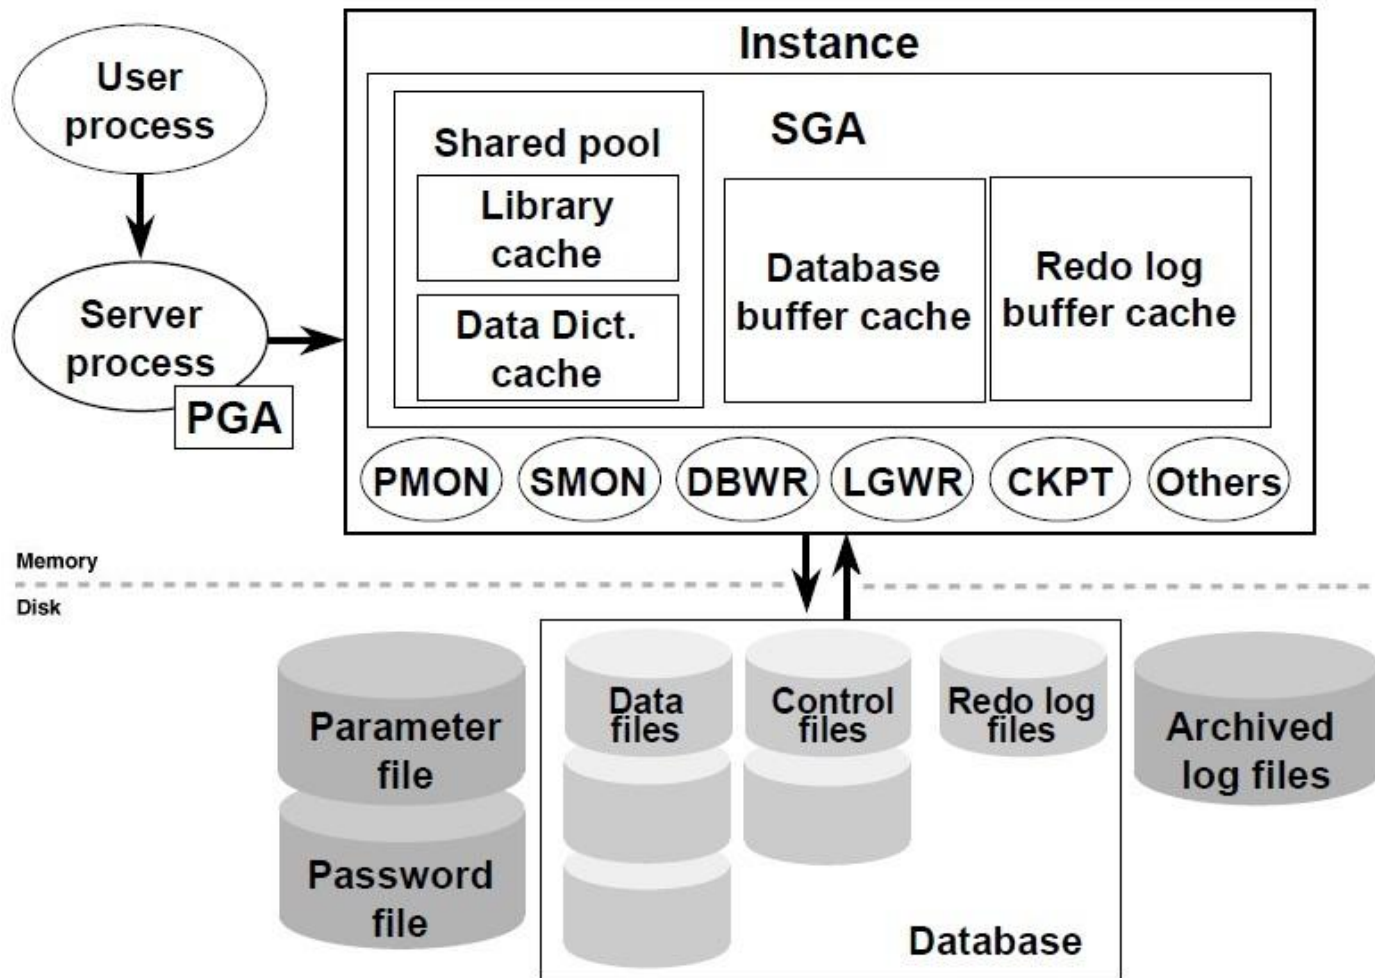 Instance
User
process
SGA
Shared pool
Library
cache
Data Dict.
cache
Database
buffer cache
Redo log
buffer cache
Server
process
PGA
PMON
SMON
DBWR
LGWR
CKPT
Others
Memory
Disk
Parameter
file
Password
file
Data
files
Control
files
Redo log
files
Database
Archived
log files